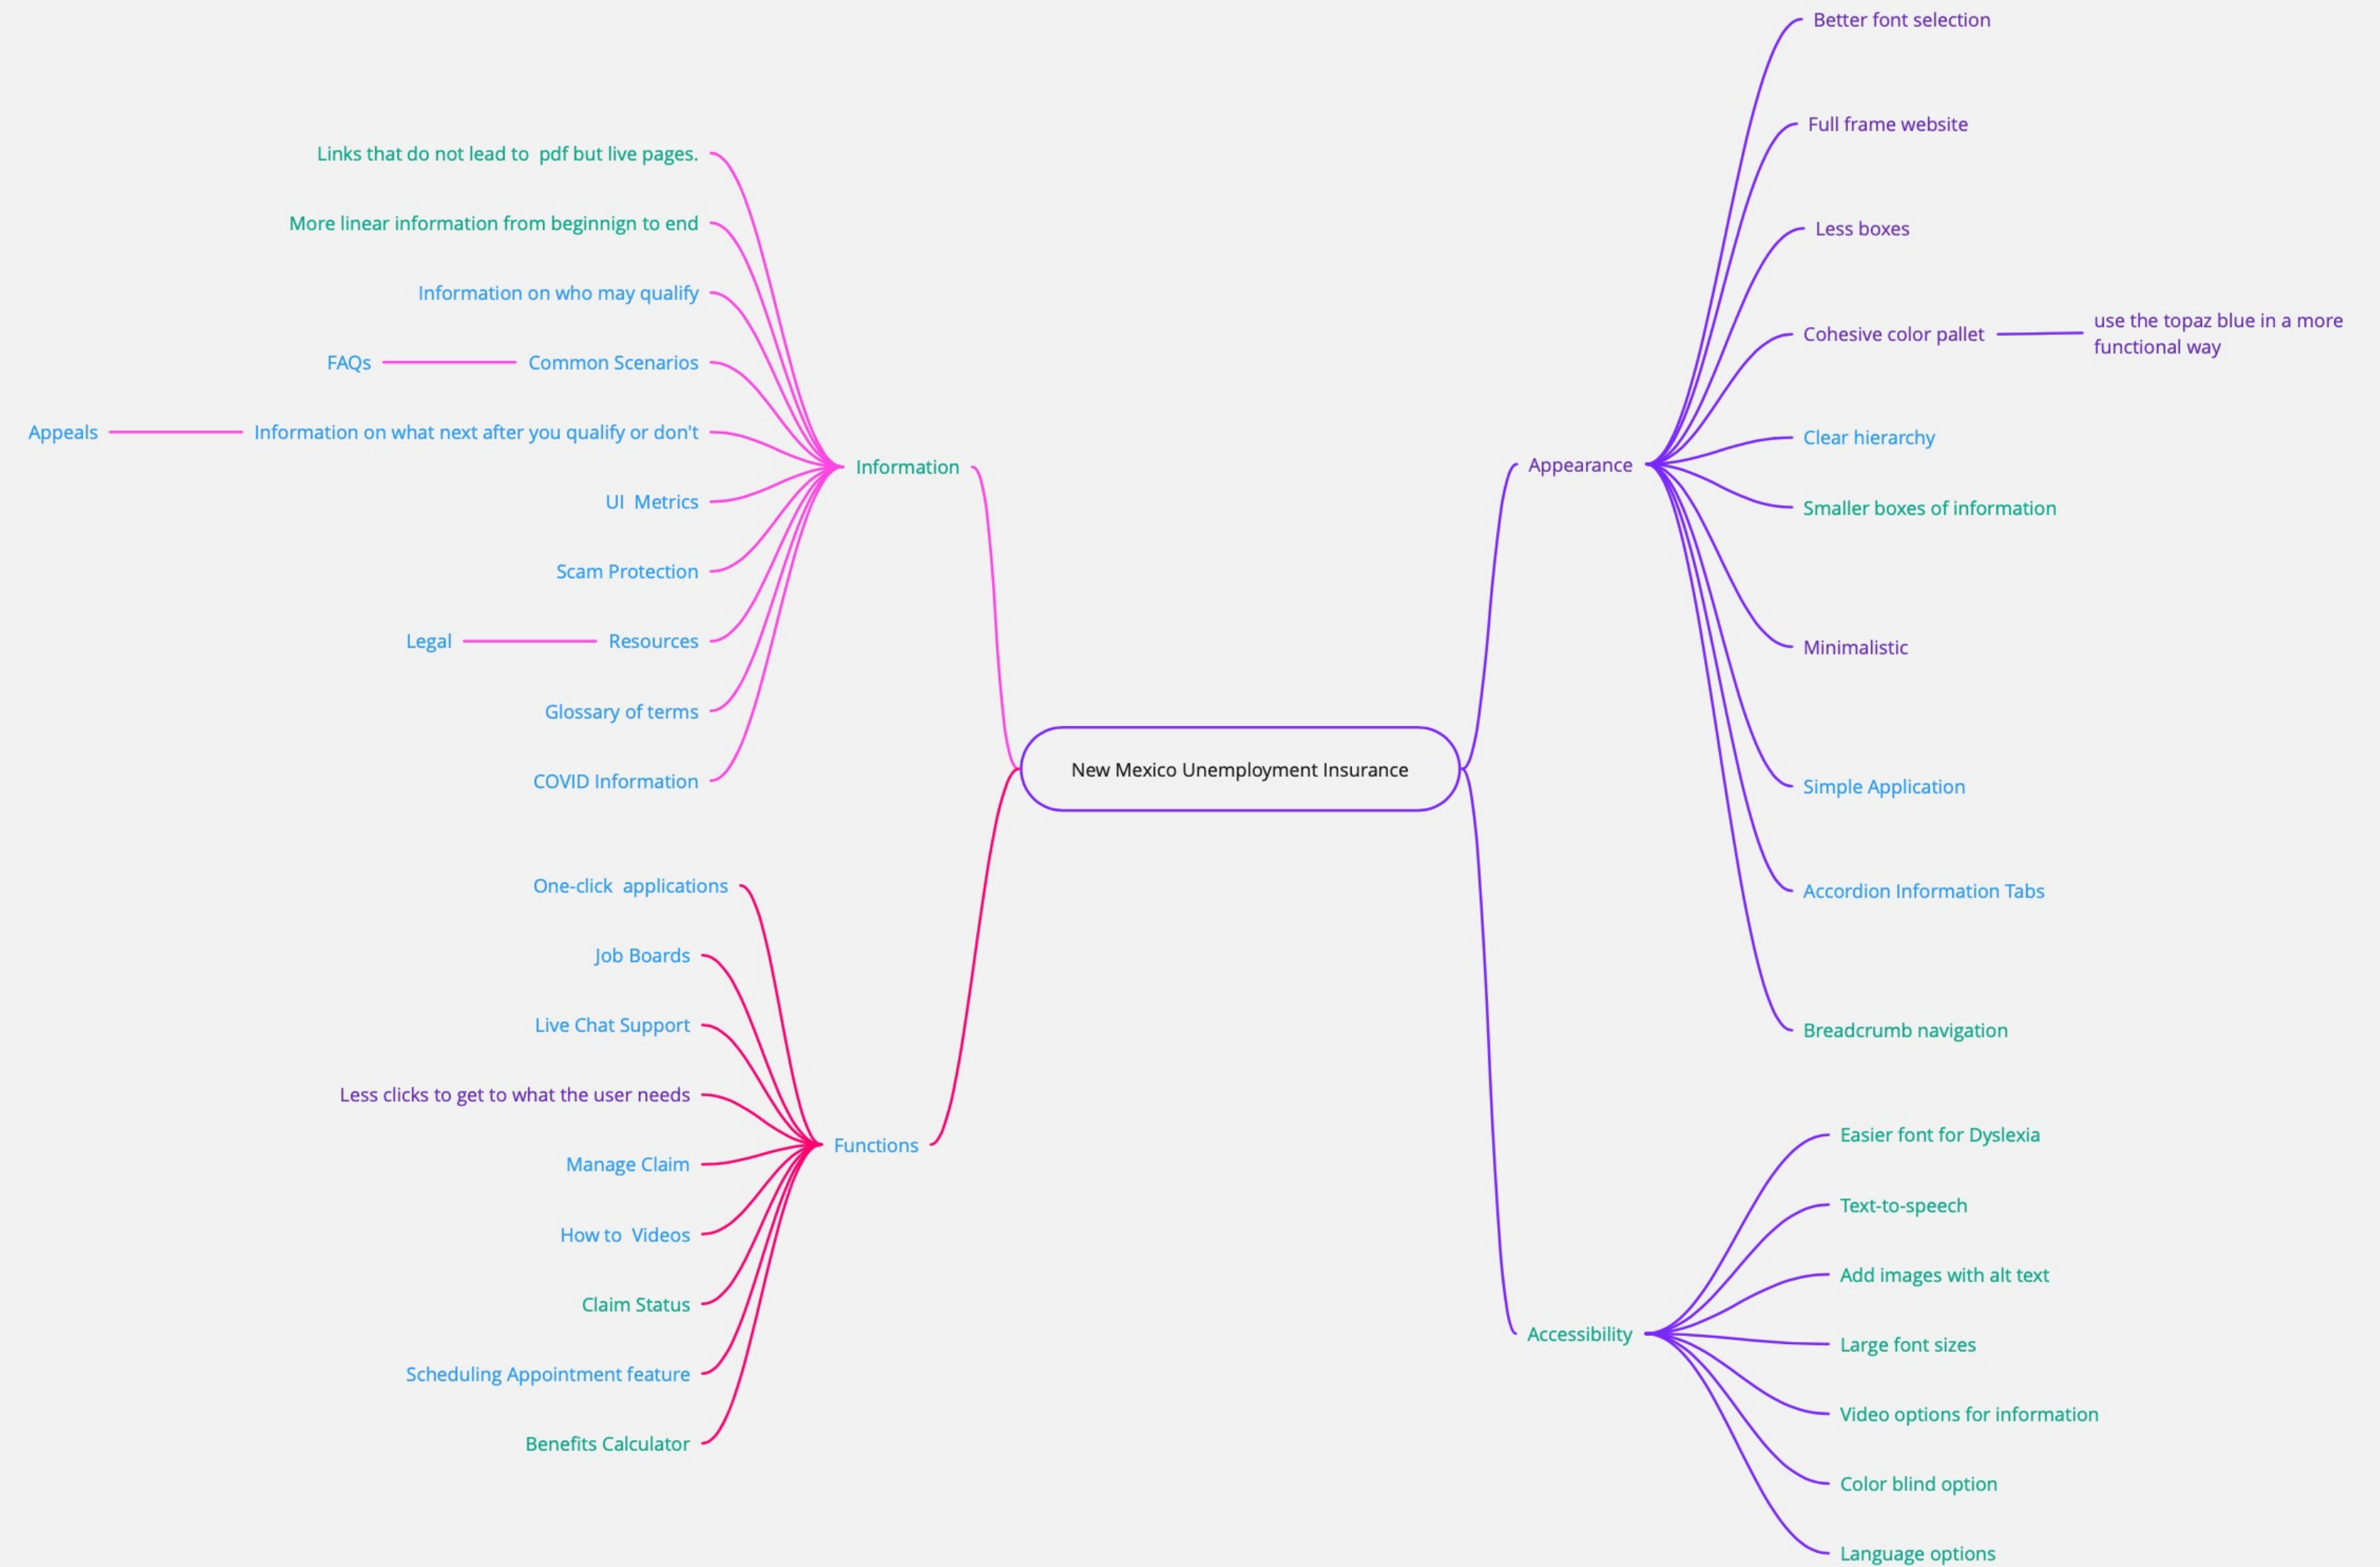 New Mexico Unemployment Insurance
Information
Links that do not lead to  pdf but live pages.
More linear information from beginnign to end
Information on who may qualify
Common Scenarios
FAQs
Information on what next after you qualify or don't
Appeals
UI  Metrics
Scam Protection
Resources
Legal
Glossary of terms
COVID Information
Functions
One-click  applications
Job Boards
Live Chat Support
Less clicks to get to what the user needs
Manage Claim
How to  Videos
Claim Status
Scheduling Appointment feature
Benefits Calculator
Appearance
Better font selection
Full frame website
Less boxes
Cohesive color pallet
use the topaz blue in a more
functional way
Clear hierarchy
Smaller boxes of information
Minimalistic
Simple Application
Accordion Information Tabs
Breadcrumb navigation
Accessibility
Easier font for Dyslexia
Text-to-speech
Add images with alt text
Large font sizes
Video options for information
Color blind option
Language options